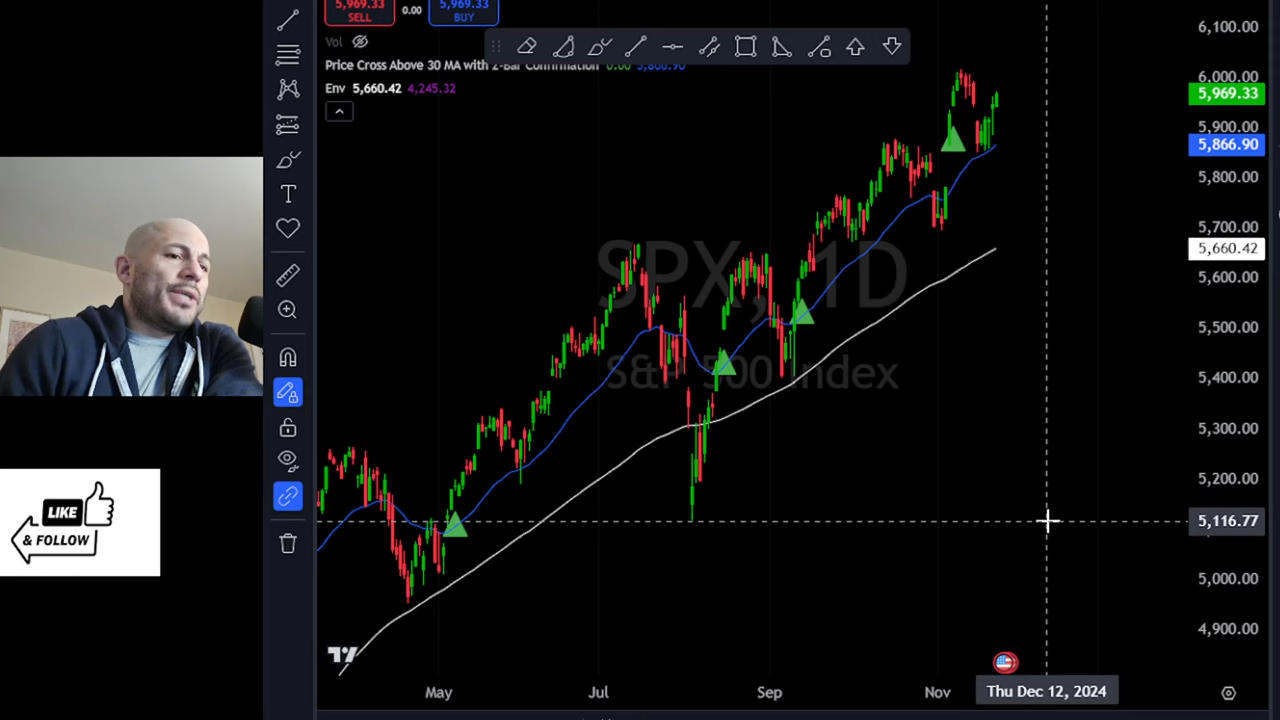 5,969.33
SELL
0.00
5,969.33
BUY
Vol
Price Cross Above 30 MA with 2-Bar Confirmation 0.00 5,866.90
Env 5,660.42 4,245.32
SPX, 1D
S&P 500 Index
6,100.00
6,000.00
5,969.33
5,900.00
5,866.90
5,800.00
5,700.00
5,660.42
5,600.00
5,500.00
5,400.00
5,300.00
5,200.00
5,116.77
5,000.00
4,900.00
LIKE
& FOLLOW
May
Jul
Sep
Nov
Thu Dec 12, 2024